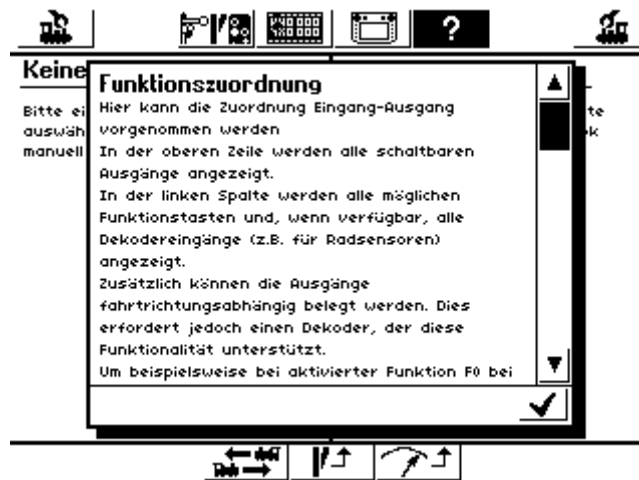 ?
Keine
Funktionszuordnung
Hier kann die Zuordnung Eingang-Ausgang
vorgenommen werden
In der oberen Zeile werden alle schaltbaren
Ausgänge angezeigt.
In der linken Spalte werden alle möglichen
Funktionstasten und, wenn verfügbar, alle
Dekodereingänge (z.B. für Radsensoren)
angezeigt.
Zusätzlich können die Ausgänge
fahrtrichtungsabhängig belegt werden. Dies
erfordert jedoch einen Dekoder, der diese
Funktionalität unterstützt.
Um beispielsweise bei aktivierter Funktion F0 bei
Bitte ei
auswäh
manuell
te
ok